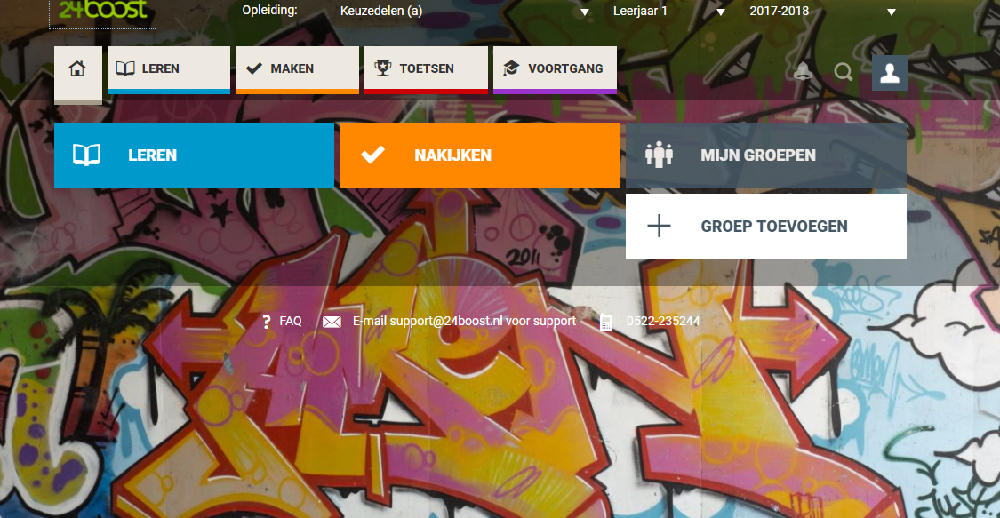 24boost
Opleiding: Keuzedelen (a) Leerjaar 1 2017-2018
LEREN MAKEN TOETSEN VOORTGANG
LEREN NAKIJKEN MIJN GROEPEN
GROEP TOEVOEGEN
2011
? FAQ E-mail support@24boost.nl voor support 0522-235244